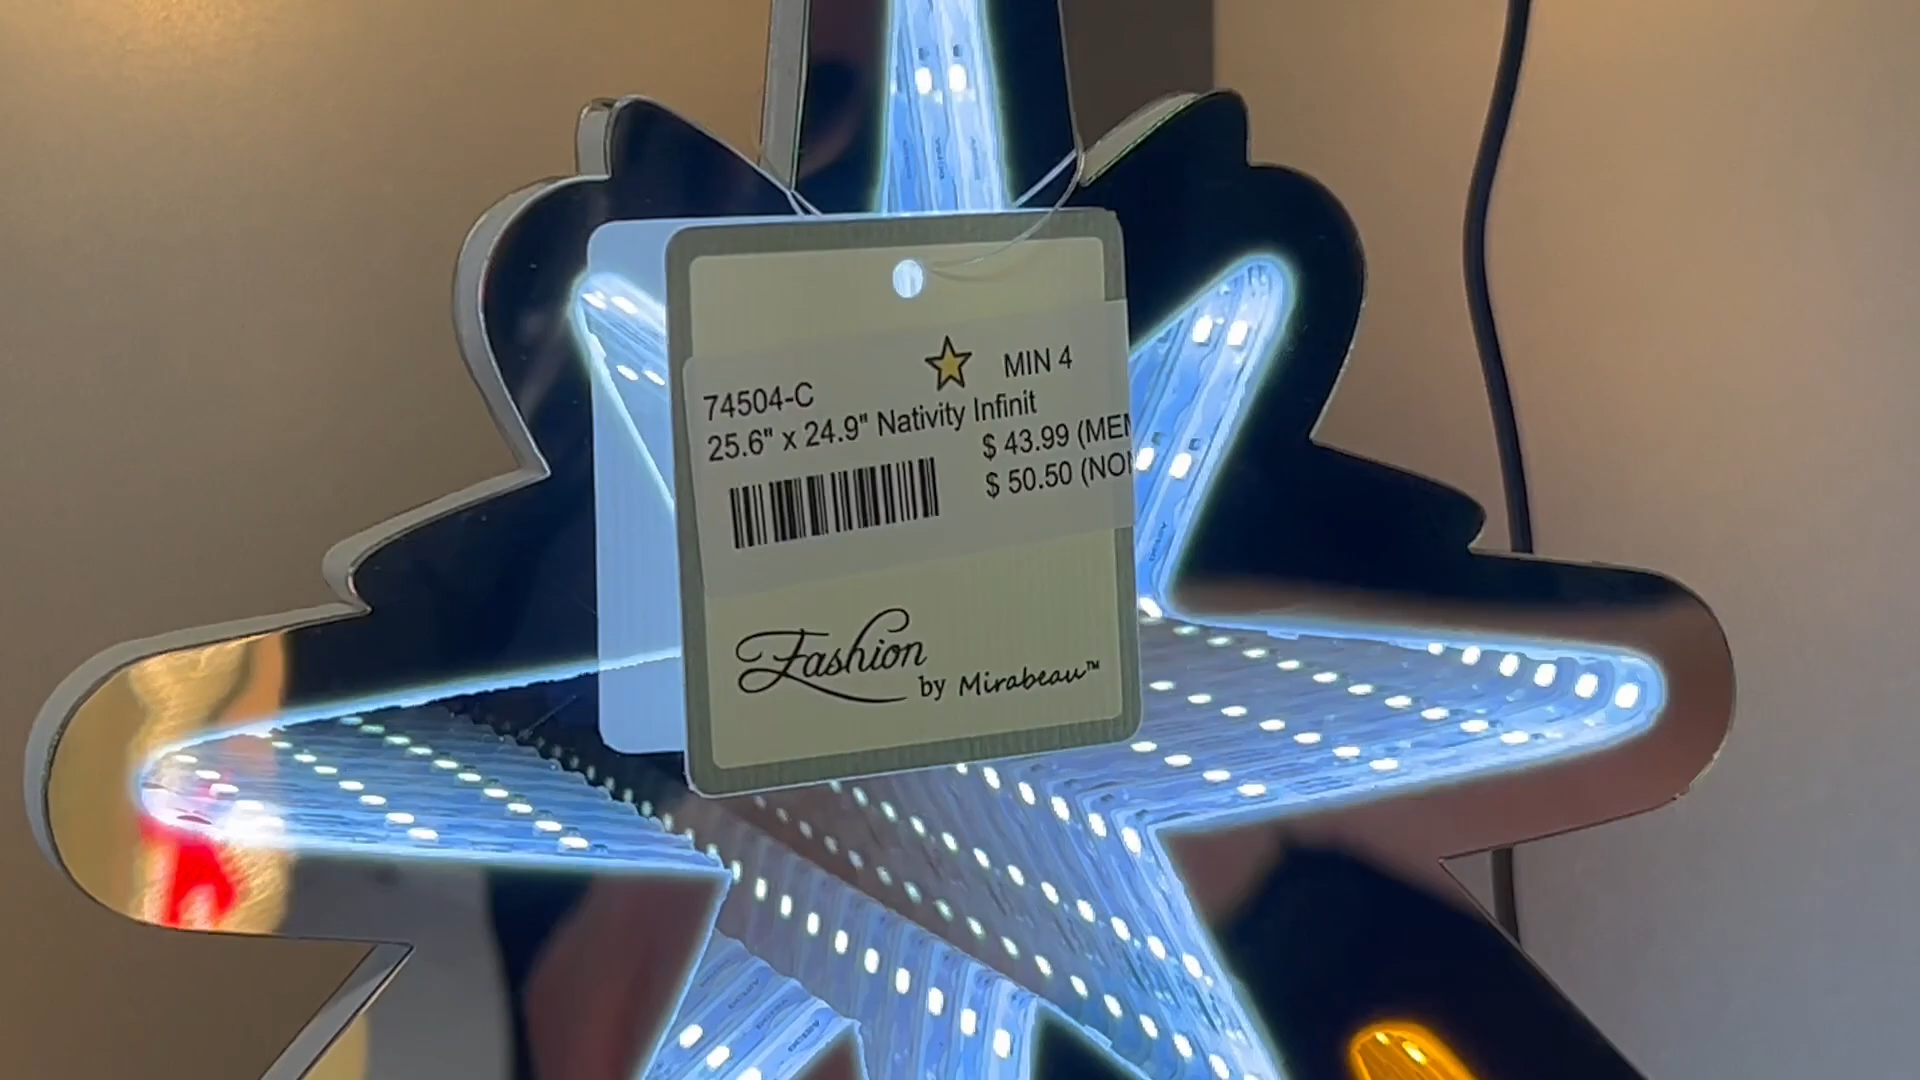 MIN 4
74504-C
25.6" x 24.9" Nativity Infinit
$ 43.99 (MEM
$ 50.50 (NON
Fashion
by Mirabeau™